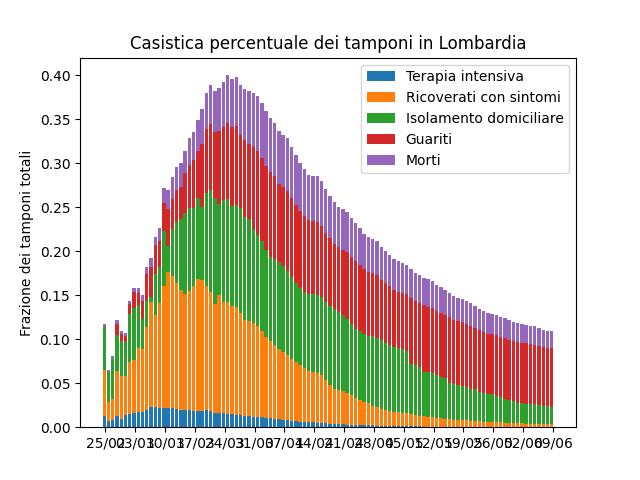 Casistica percentuale dei tamponi in Lombardia
Frazione dei tamponi totali
0.40
0.35
0.30
0.25
0.20
0.15
0.10
0.05
0.00
Terapia intensiva
Ricoverati con sintomi
Isolamento domiciliare
Guariti
Morti
25/02 03/03 10/03 17/03 24/03 31/03 07/04 14/04 21/04 28/04 05/05 12/05 19/05 26/05 02/06 09/06